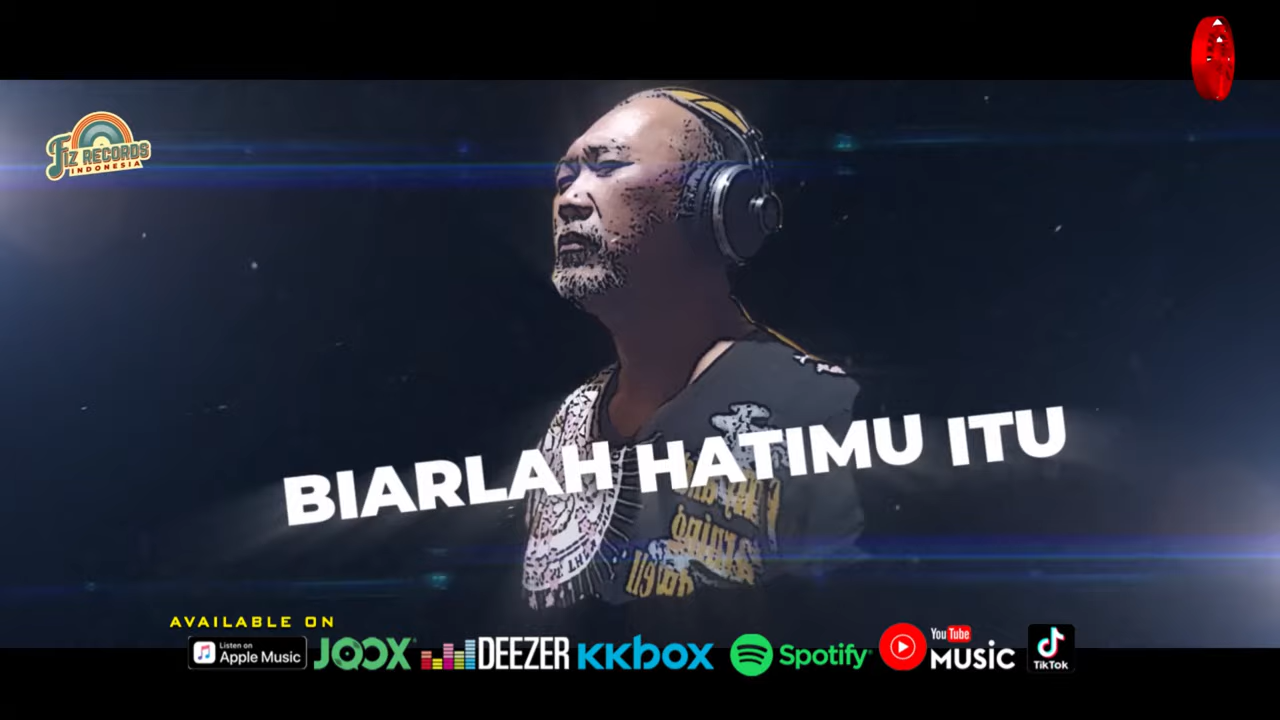 FIZ RECORDS
INDONESIA
BIARLAH HATIMU ITU
AVAILABLE ON
Listen on
Apple Music
JOOX
DEEZER
KKBOX
Spotify
YouTube
MUSIC
TikTok